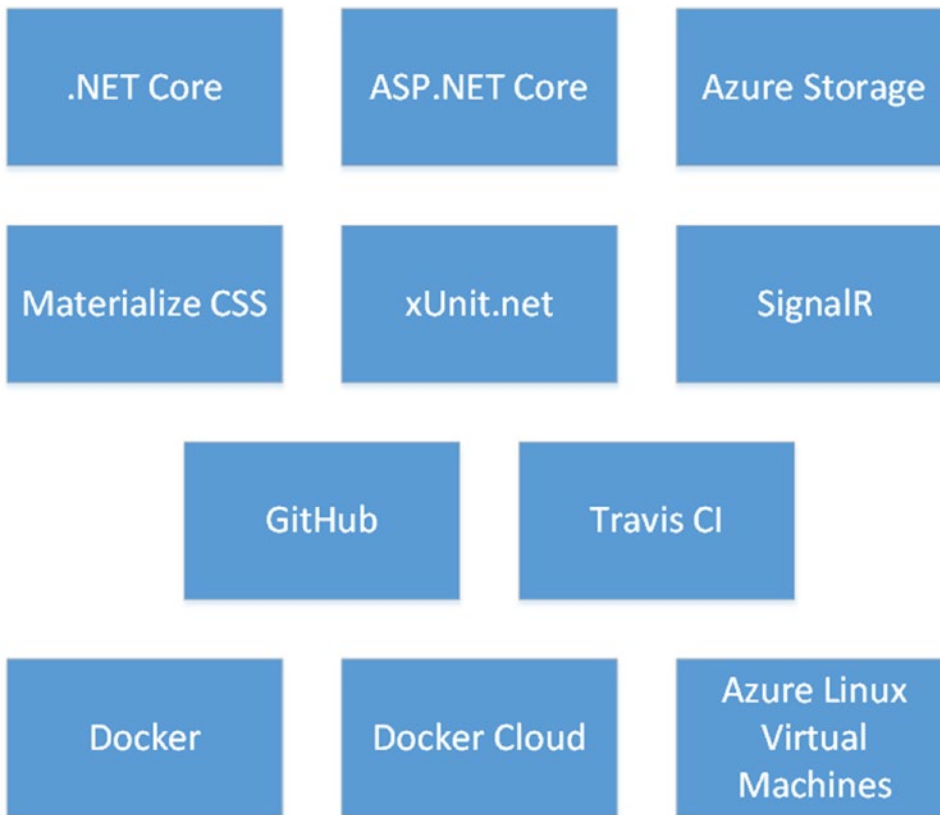 .NET Core
ASP.NET Core
Azure Storage
Materialize CSS
xUnit.net
SignalR
GitHub
Travis CI
Docker
Docker Cloud
Azure Linux
Virtual
Machines